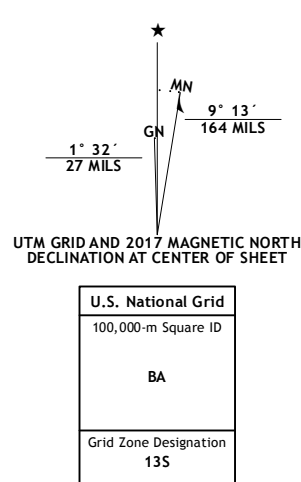 ★
MN
GN
9° 13´
164 MILS
1° 32´
27 MILS
UTM GRID AND 2017 MAGNETIC NORTH
DECLINATION AT CENTER OF SHEET
U.S. National Grid
100,000-m Square ID
BA
Grid Zone Designation
13S